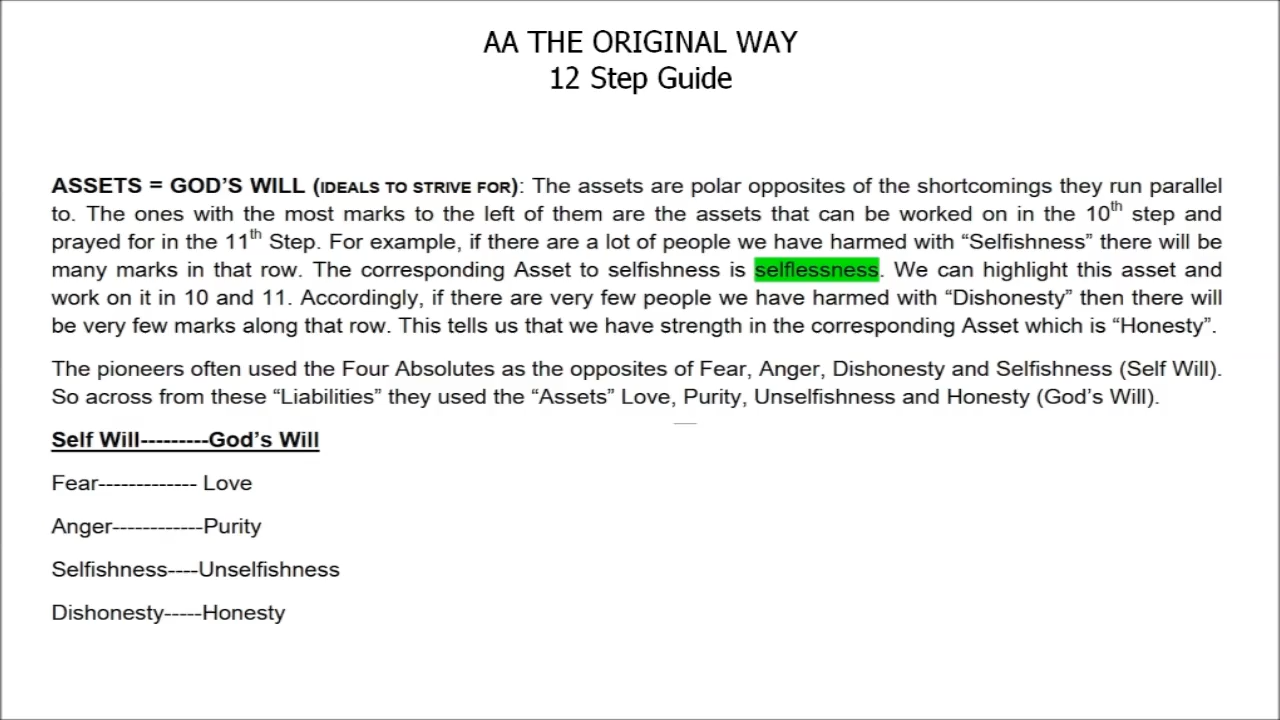 AA THE ORIGINAL WAY
12 Step Guide
ASSETS = GOD’S WILL (IDEALS TO STRIVE FOR): The assets are polar opposites of the shortcomings they run parallel
to. The ones with the most marks to the left of them are the assets that can be worked on in the 10th step and
prayed for in the 11th Step. For example, if there are a lot of people we have harmed with “Selfishness” there will be
many marks in that row. The corresponding Asset to selfishness is selflessness. We can highlight this asset and
work on it in 10 and 11. Accordingly, if there are very few people we have harmed with “Dishonesty” then there will
be very few marks along that row. This tells us that we have strength in the corresponding Asset which is “Honesty”.
The pioneers often used the Four Absolutes as the opposites of Fear, Anger, Dishonesty and Selfishness (Self Will).
So across from these “Liabilities” they used the “Assets” Love, Purity, Unselfishness and Honesty (God’s Will).
Self Will---------God’s Will
Fear------------- Love
Anger------------Purity
Selfishness----Unselfishness
Dishonesty-----Honesty